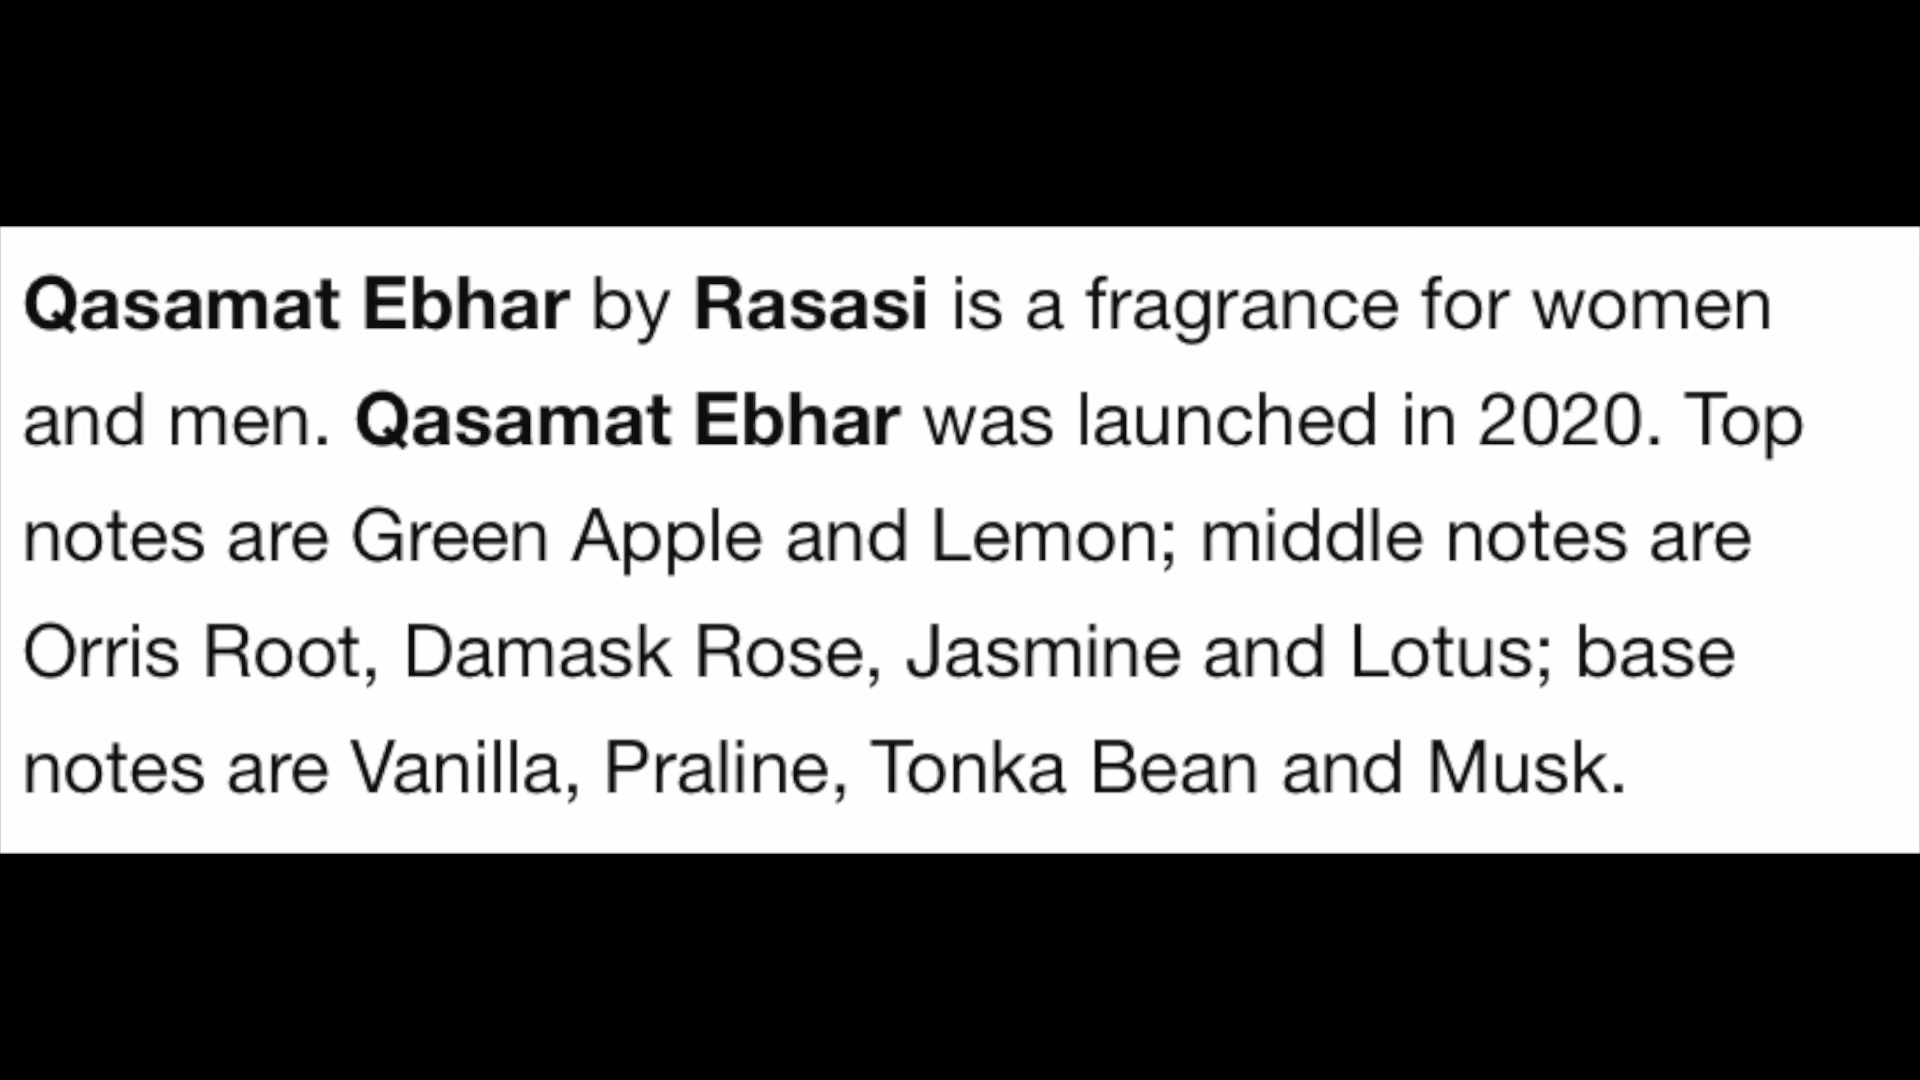 Qasamat Ebhar by Rasasi is a fragrance for women
and men. Qasamat Ebhar was launched in 2020. Top
notes are Green Apple and Lemon; middle notes are
Orris Root, Damask Rose, Jasmine and Lotus; base
notes are Vanilla, Praline, Tonka Bean and Musk.